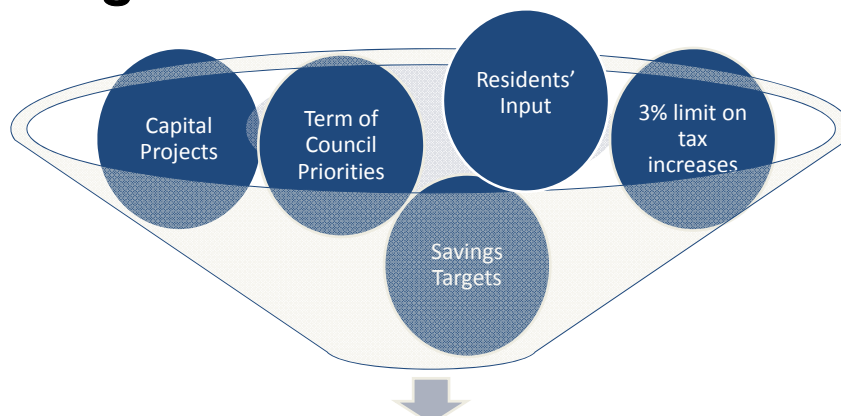 Capital
Projects
Term of
Council
Priorities
Residents’
Input
3% limit on
tax
increases
Savings
Targets